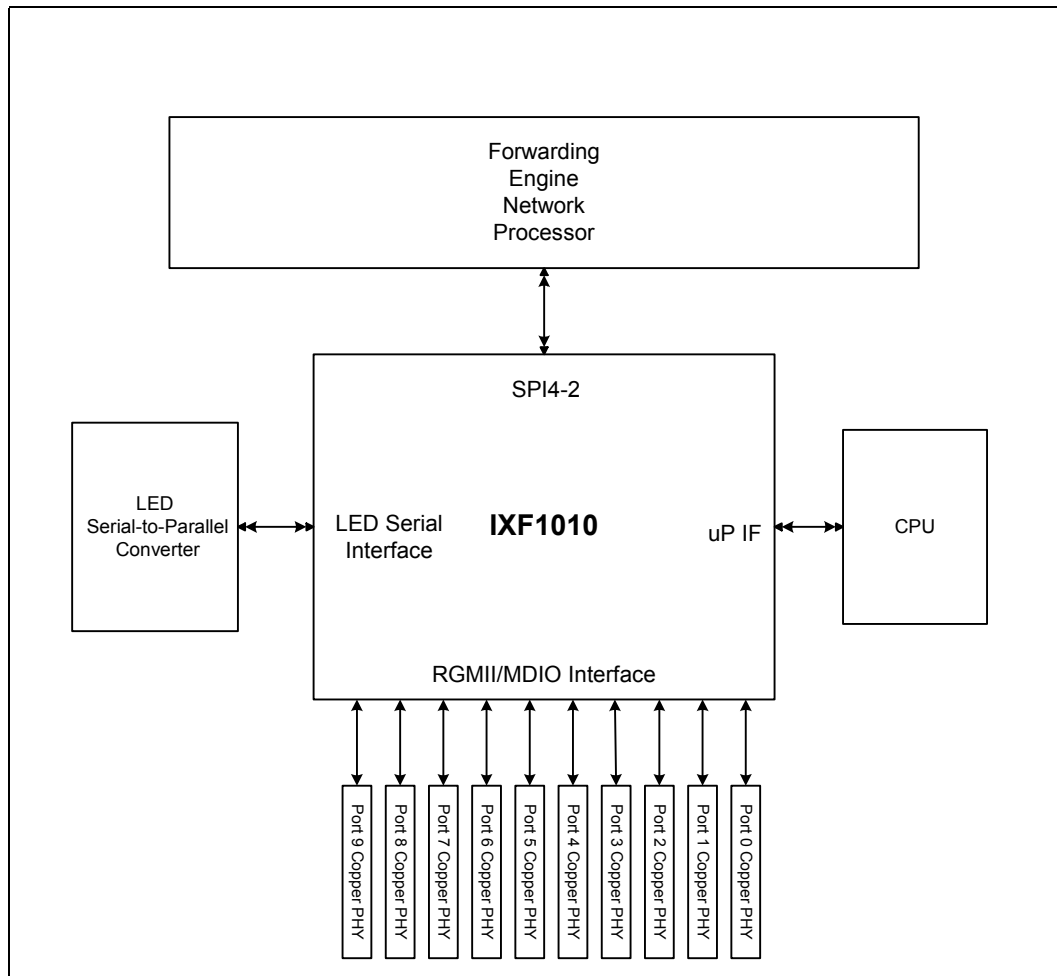 Forwarding
Engine
Network
Processor
SPI4-2
LED
Serial-to-Parallel
Converter
LED Serial
Interface
IXF1010
uP IF
CPU
RGMII/MDIO Interface
Port 9 Copper PHY
Port 8 Copper PHY
Port 7 Copper PHY
Port 6 Copper PHY
Port 5 Copper PHY
Port 4 Copper PHY
Port 3 Copper PHY
Port 2 Copper PHY
Port 1 Copper PHY
Port 0 Copper PHY